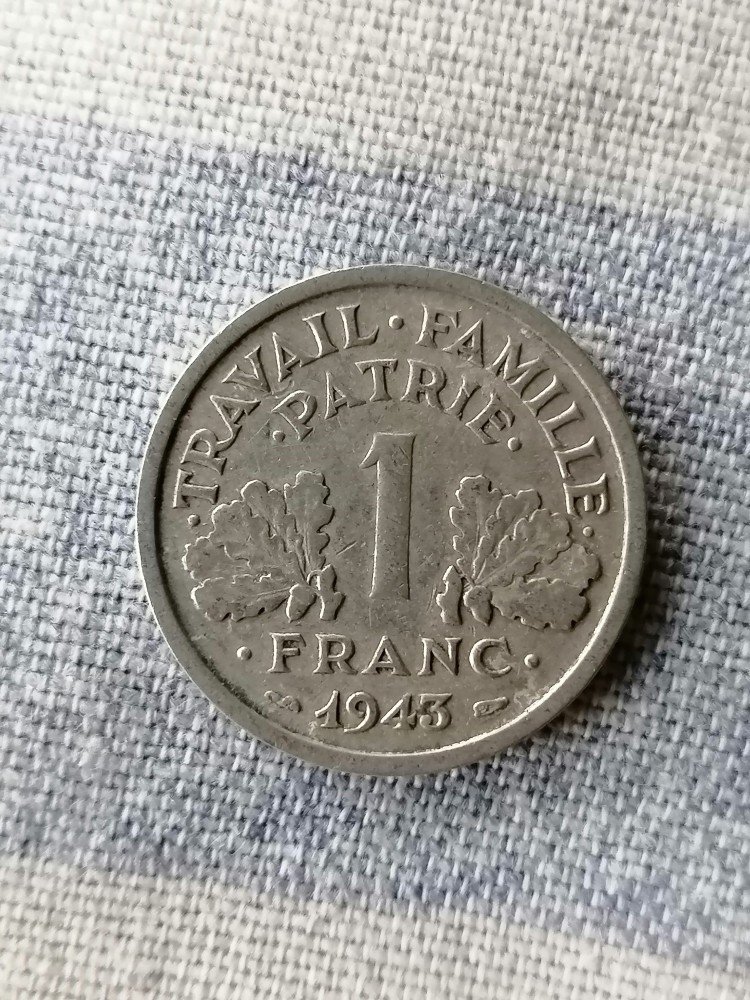 ·TRAVAIL·FAMILLE·
·PATRIE·
1
·FRANC·
1943